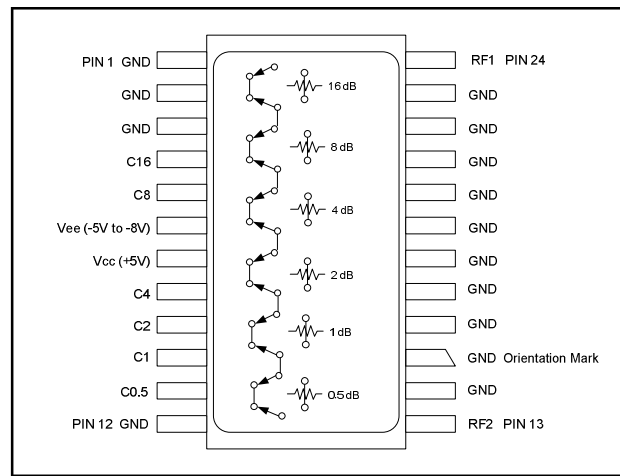 PIN 1 GND
GND
GND
C16
C8
Vee (-5V to -8V)
Vcc (+5V)
C4
C2
C1
C0.5
PIN 12 GND
16 dB
8 dB
4 dB
2 dB
1 dB
0.5 dB
RF1 PIN 24
GND
GND
GND
GND
GND
GND
GND
GND
GND Orientation Mark
GND
RF2 PIN 13